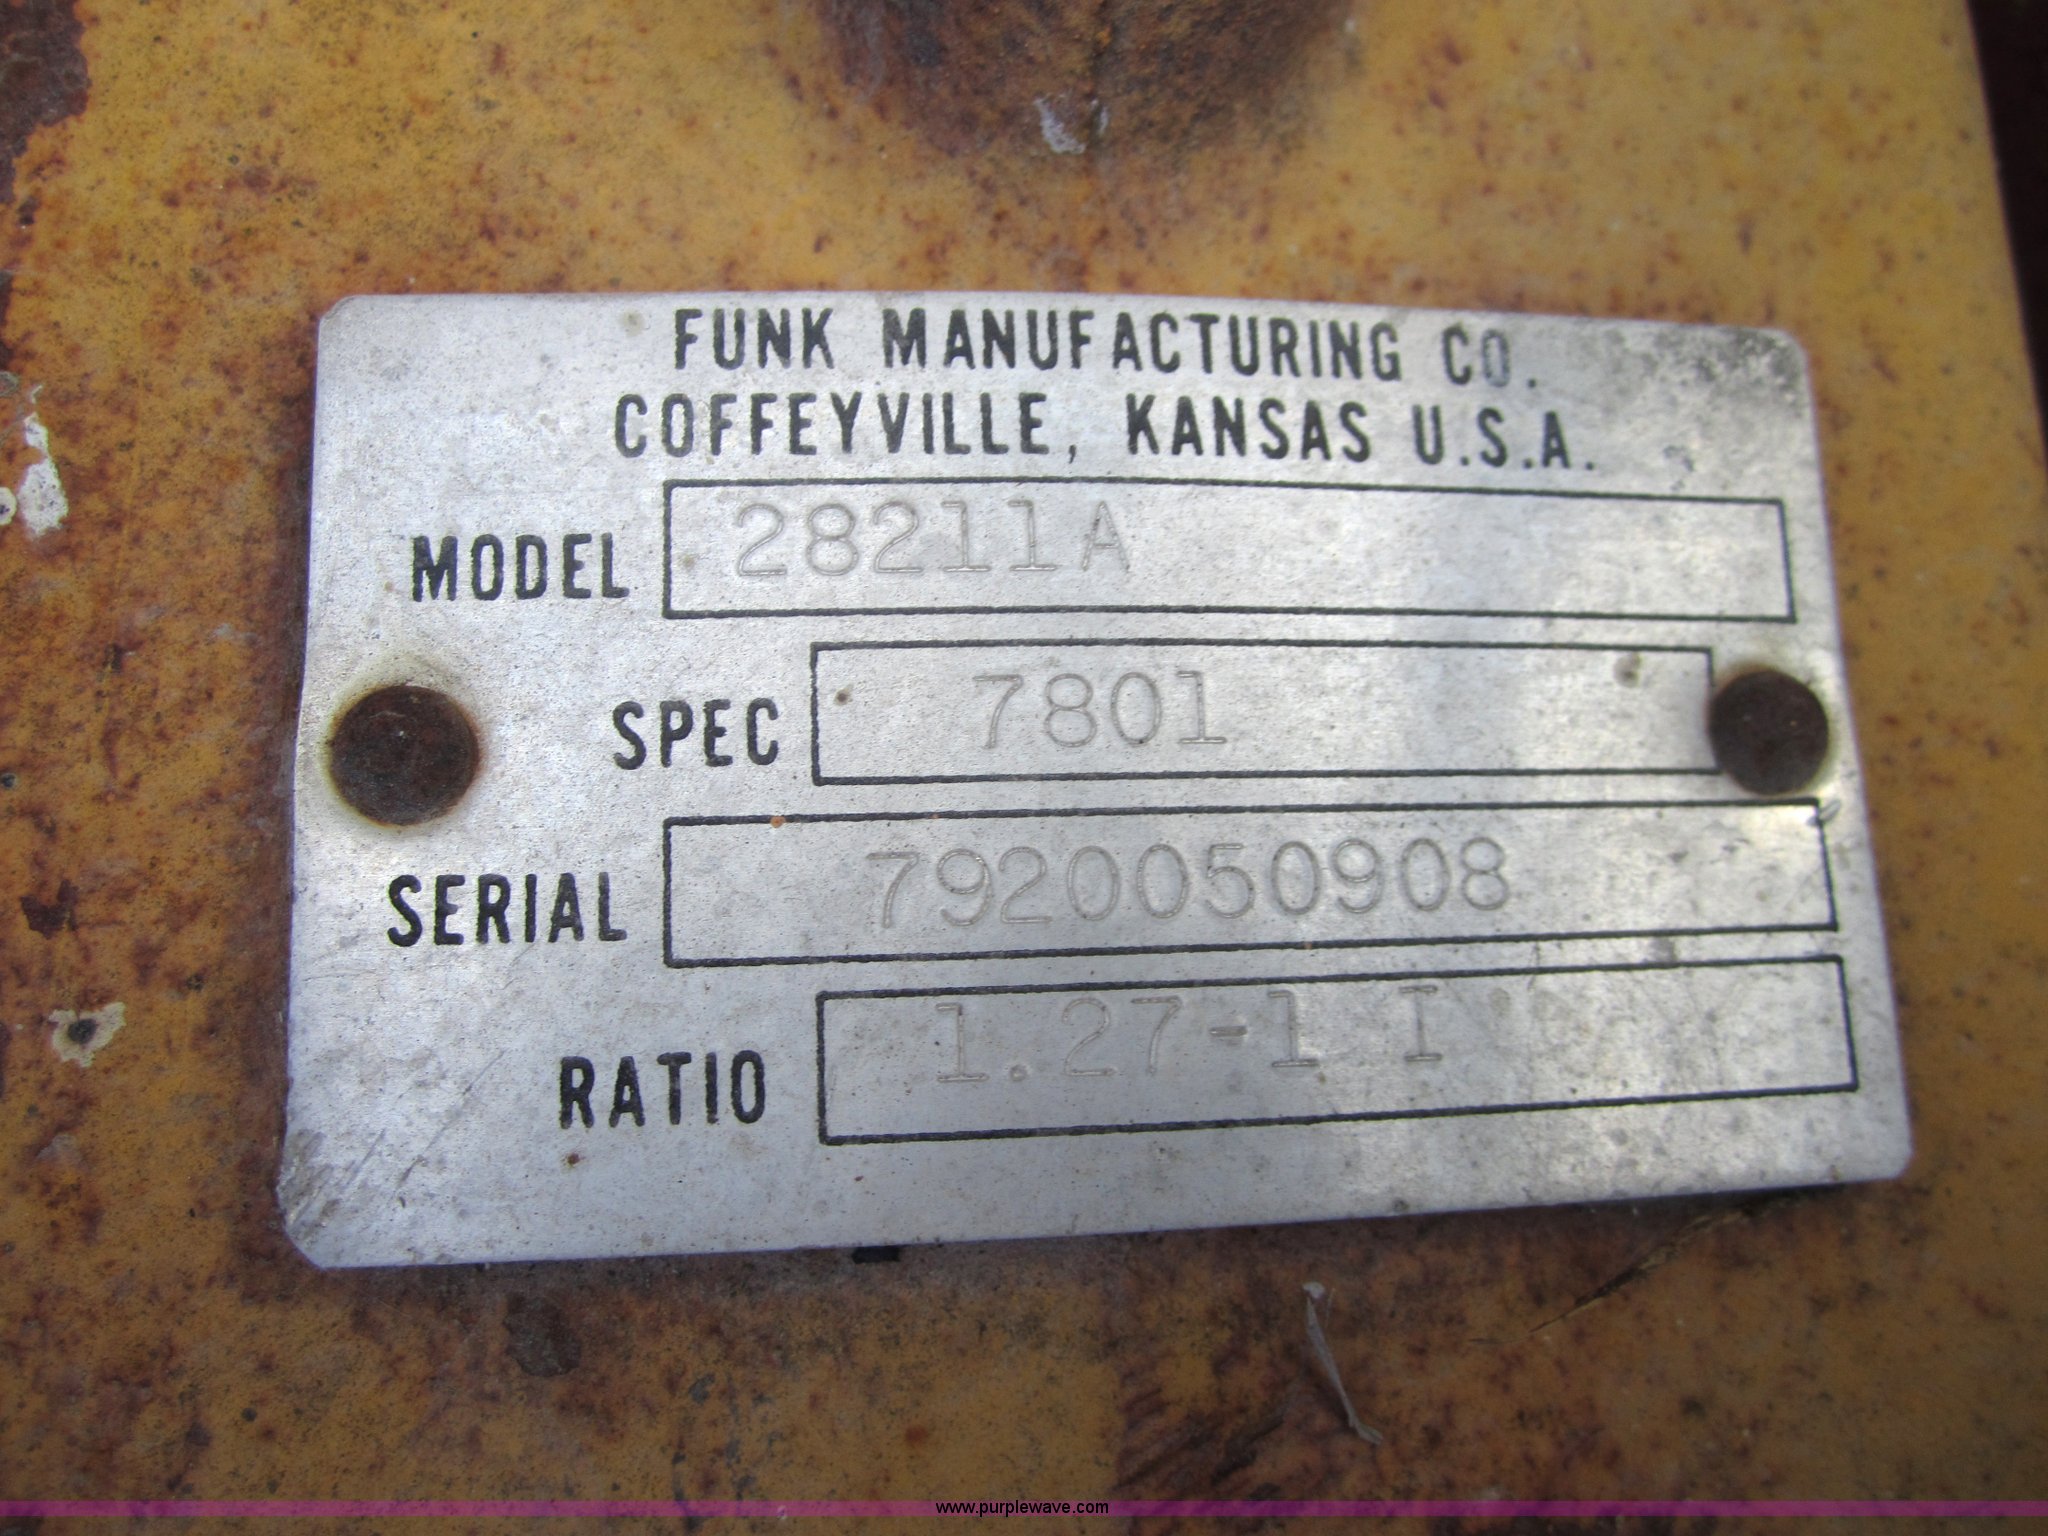 FUNK MANUFACTURING CO.
COFFEYVILLE, KANSAS U.S.A.
MODEL 28211A
SPEC 7801
SERIAL 7920050908
RATIO 1.27-1 I
www.purplewave.com